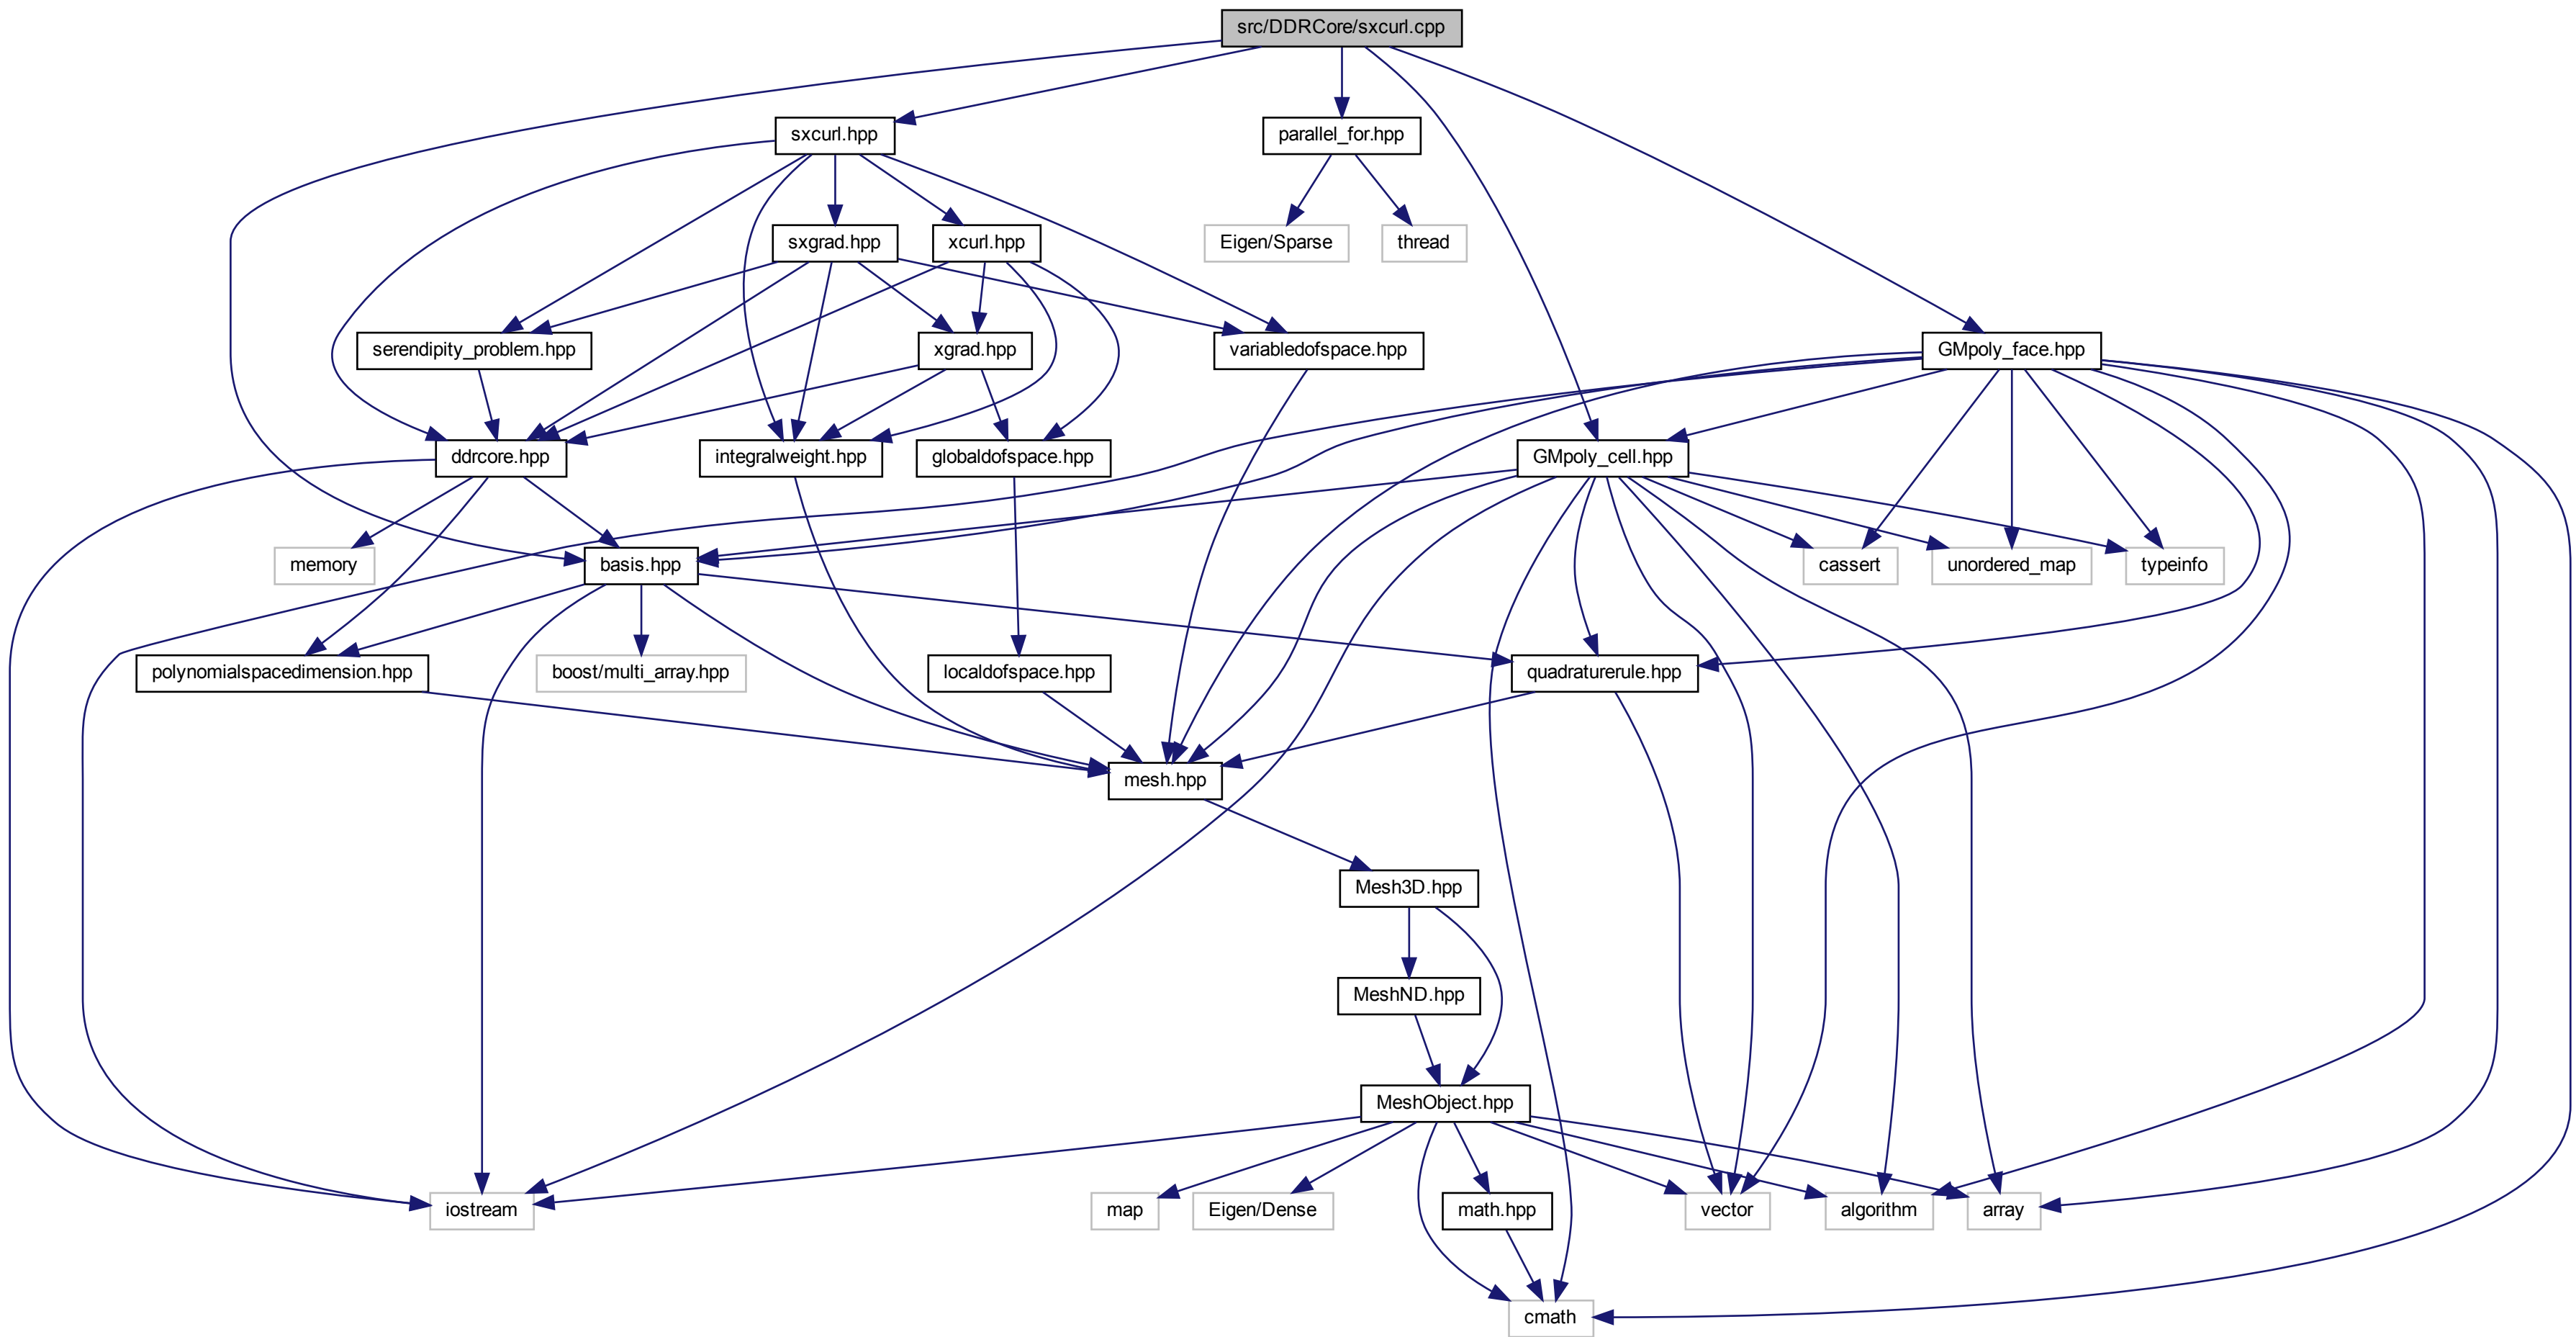 src/DDRCore/sxcurl.cpp
sxcurl.hpp
parallel_for.hpp
sxgrad.hpp
xcurl.hpp
Eigen/Sparse
thread
serendipity_problem.hpp
xgrad.hpp
variabledofspace.hpp
GMpoly_face.hpp
ddrcore.hpp
integralweight.hpp
globaldofspace.hpp
GMpoly_cell.hpp
memory
basis.hpp
cassert
unordered_map
typeinfo
polynomialspacedimension.hpp
boost/multi_array.hpp
localdofspace.hpp
quadraturerule.hpp
mesh.hpp
Mesh3D.hpp
MeshND.hpp
MeshObject.hpp
iostream
map
Eigen/Dense
math.hpp
vector
algorithm
array
cmath